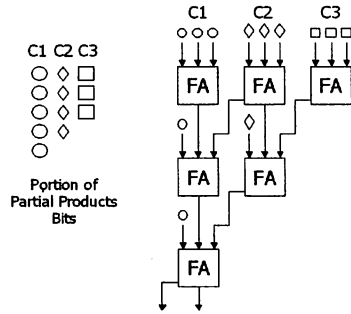 C1 C2 C3
C1 C2 C3
FA FA FA
FA FA
FA
Portion of
Partial Products
Bits